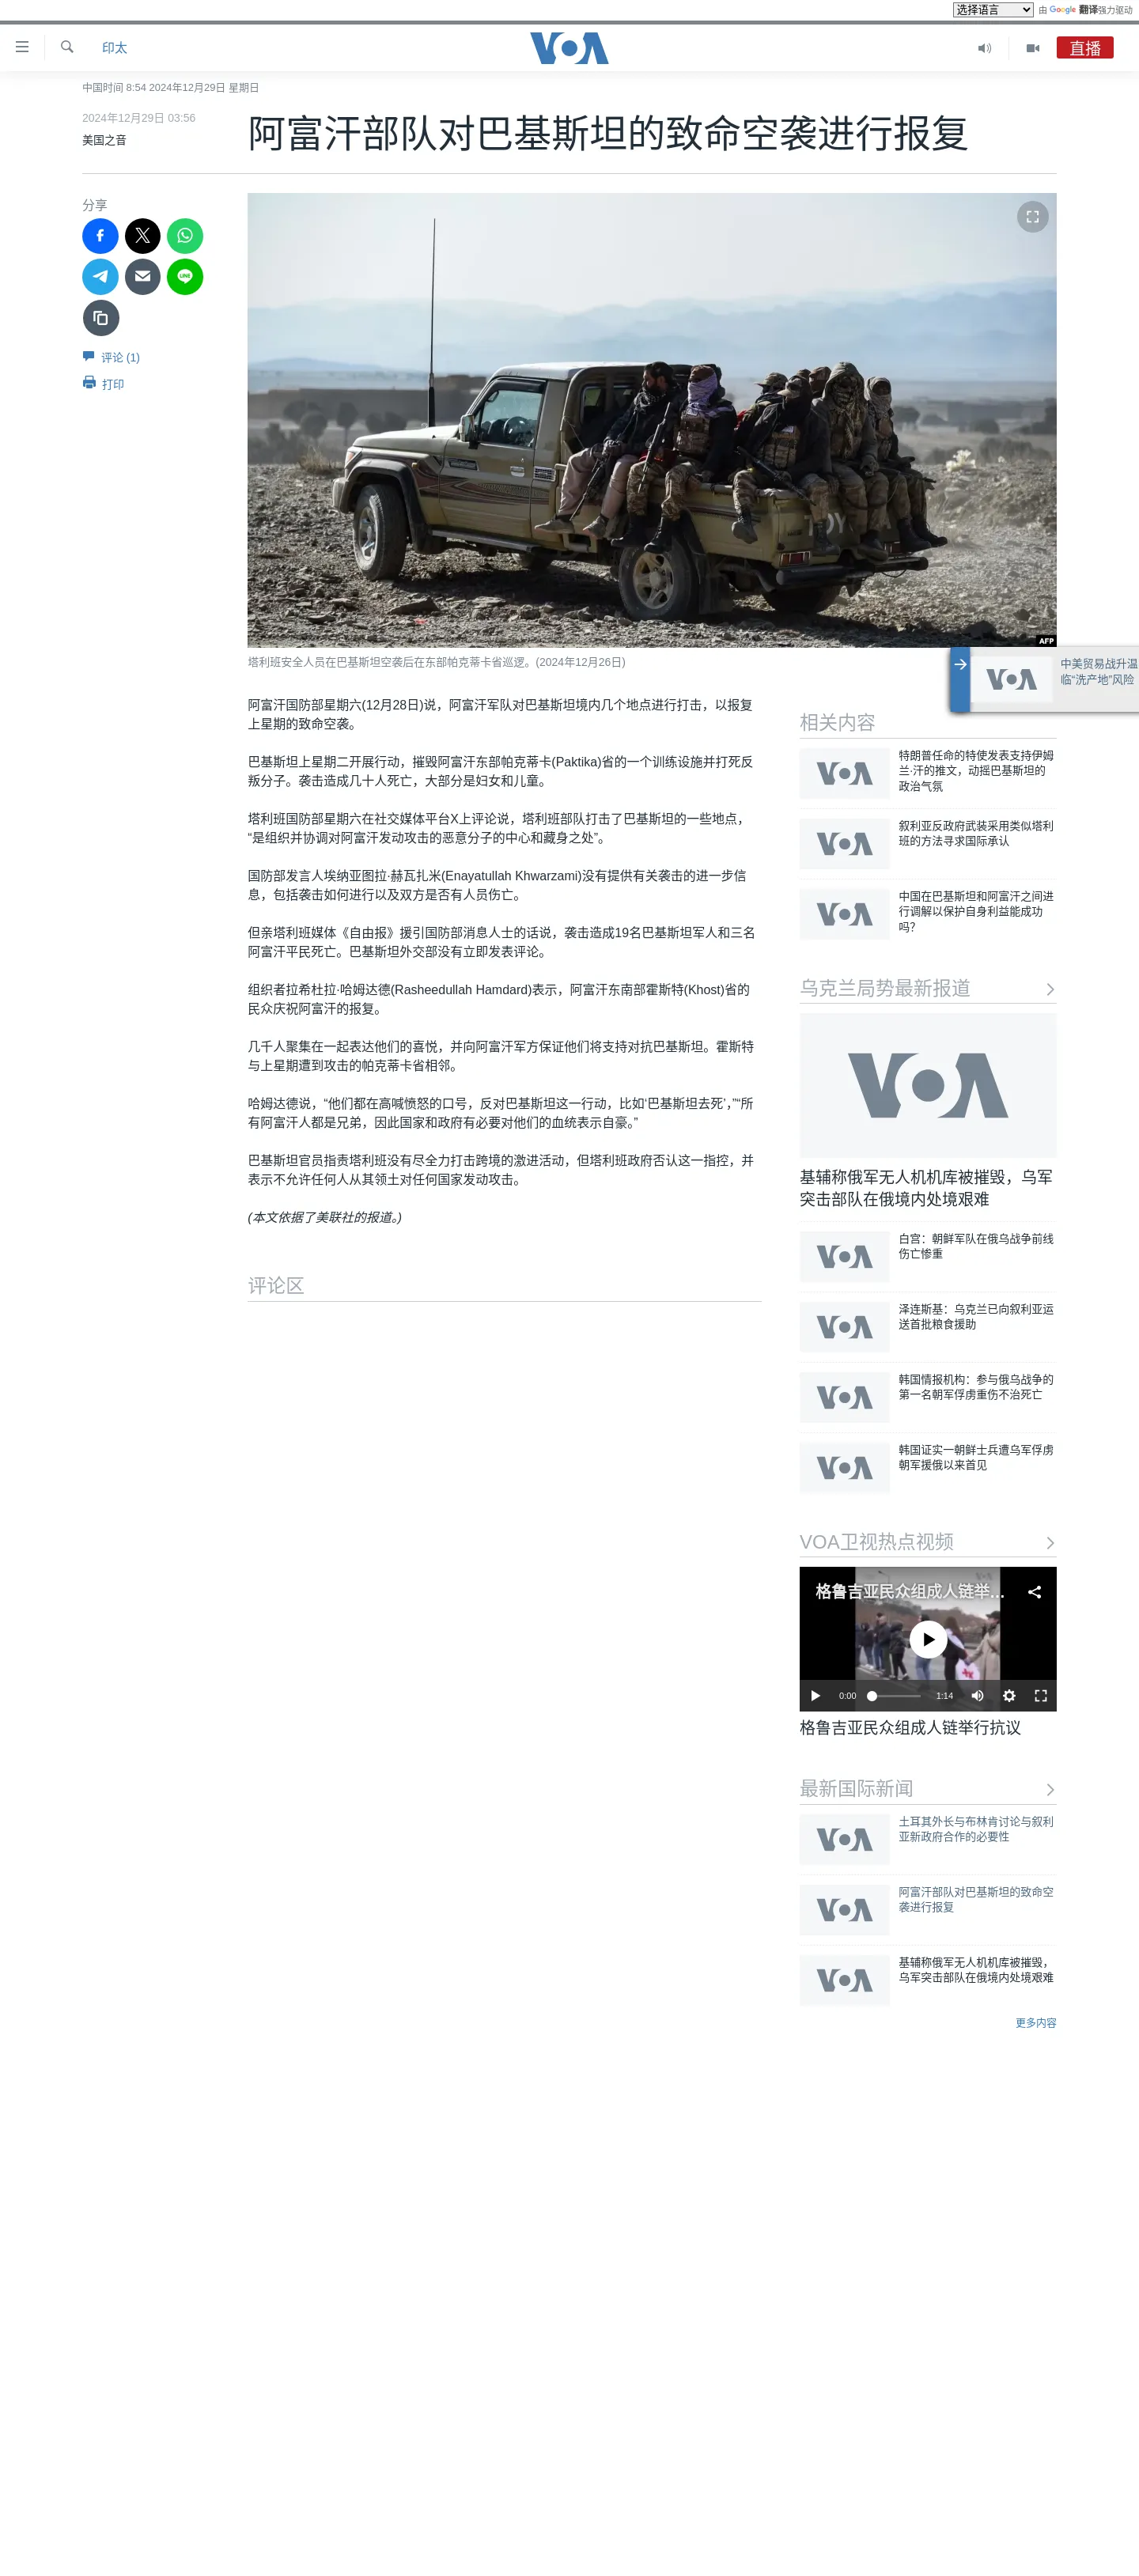 选择语言 由 Google 翻译强力驱动
印太
VOA
直播
中国时间 8:54 2024年12月29日 星期日
2024年12月29日 03:56
美国之音
阿富汗部队对巴基斯坦的致命空袭进行报复
分享
评论 (1)
打印
AFP
塔利班安全人员在巴基斯坦空袭后在东部帕克蒂卡省巡逻。(2024年12月26日)
中美贸易战升温
临“洗产地”风险
阿富汗国防部星期六(12月28日)说，阿富汗军队对巴基斯坦境内几个地点进行打击，以报复
上星期的致命空袭。
巴基斯坦上星期二开展行动，摧毁阿富汗东部帕克蒂卡(Paktika)省的一个训练设施并打死反
叛分子。袭击造成几十人死亡，大部分是妇女和儿童。
塔利班国防部星期六在社交媒体平台X上评论说，塔利班部队打击了巴基斯坦的一些地点，
“是组织并协调对阿富汗发动攻击的恶意分子的中心和藏身之处”。
国防部发言人埃纳亚图拉·赫瓦扎米(Enayatullah Khwarzami)没有提供有关袭击的进一步信
息，包括袭击如何进行以及双方是否有人员伤亡。
但亲塔利班媒体《自由报》援引国防部消息人士的话说，袭击造成19名巴基斯坦军人和三名
阿富汗平民死亡。巴基斯坦外交部没有立即发表评论。
组织者拉希杜拉·哈姆达德(Rasheedullah Hamdard)表示，阿富汗东南部霍斯特(Khost)省的
民众庆祝阿富汗的报复。
几千人聚集在一起表达他们的喜悦，并向阿富汗军方保证他们将支持对抗巴基斯坦。霍斯特
与上星期遭到攻击的帕克蒂卡省相邻。
哈姆达德说，“他们都在高喊愤怒的口号，反对巴基斯坦这一行动，比如‘巴基斯坦去死’，”“所
有阿富汗人都是兄弟，因此国家和政府有必要对他们的血统表示自豪。”
巴基斯坦官员指责塔利班没有尽全力打击跨境的激进活动，但塔利班政府否认这一指控，并
表示不允许任何人从其领土对任何国家发动攻击。
(本文依据了美联社的报道。)
评论区
相关内容
VOA
特朗普任命的特使发表支持伊姆
兰·汗的推文，动摇巴基斯坦的
政治气氛
VOA
叙利亚反政府武装采用类似塔利
班的方法寻求国际承认
VOA
中国在巴基斯坦和阿富汗之间进
行调解以保护自身利益能成功
吗？
乌克兰局势最新报道
VOA
基辅称俄军无人机机库被摧毁，乌军
突击部队在俄境内处境艰难
VOA
白宫：朝鲜军队在俄乌战争前线
伤亡惨重
VOA
泽连斯基：乌克兰已向叙利亚运
送首批粮食援助
VOA
韩国情报机构：参与俄乌战争的
第一名朝军俘虏重伤不治死亡
VOA
韩国证实一朝鲜士兵遭乌军俘虏
朝军援俄以来首见
VOA卫视热点视频
格鲁吉亚民众组成人链举...
0:00 1:14
格鲁吉亚民众组成人链举行抗议
最新国际新闻
VOA
土耳其外长与布林肯讨论与叙利
亚新政府合作的必要性
VOA
阿富汗部队对巴基斯坦的致命空
袭进行报复
VOA
基辅称俄军无人机机库被摧毁，
乌军突击部队在俄境内处境艰难
更多内容